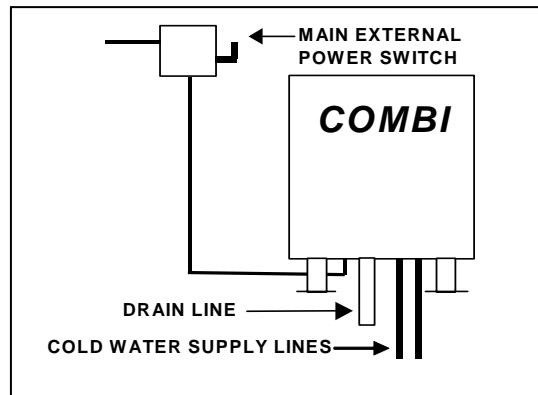 MAIN EXTERNAL
POWER SWITCH
COMBI
DRAIN LINE
COLD WATER SUPPLY LINES